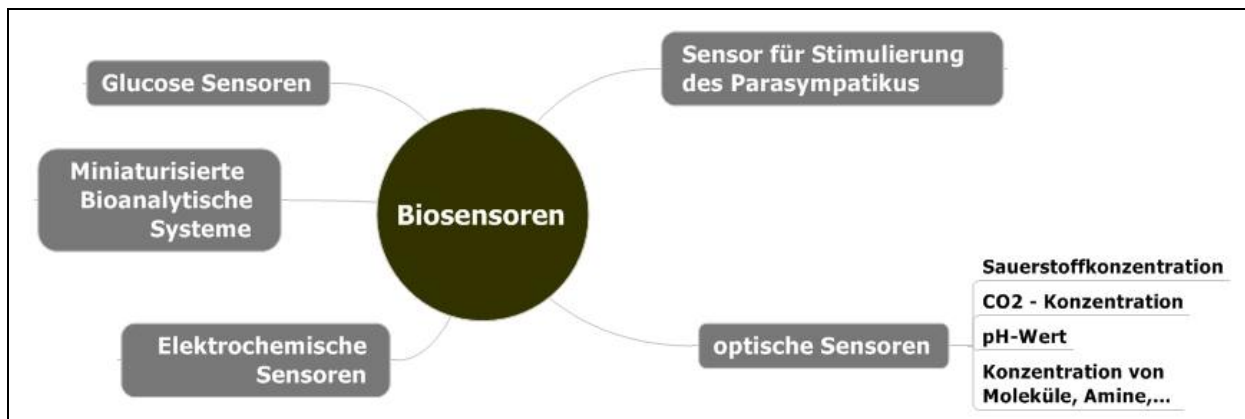 Glucose Sensoren
Miniaturisierte
Bioanalytische
Systeme
Elektrochemische
Sensoren
Biosensoren
Sensor für Stimulierung
des Parasympatikus
optische Sensoren
Sauerstoffkonzentration
CO2 - Konzentration
pH-Wert
Konzentration von
Moleküle, Amine,...